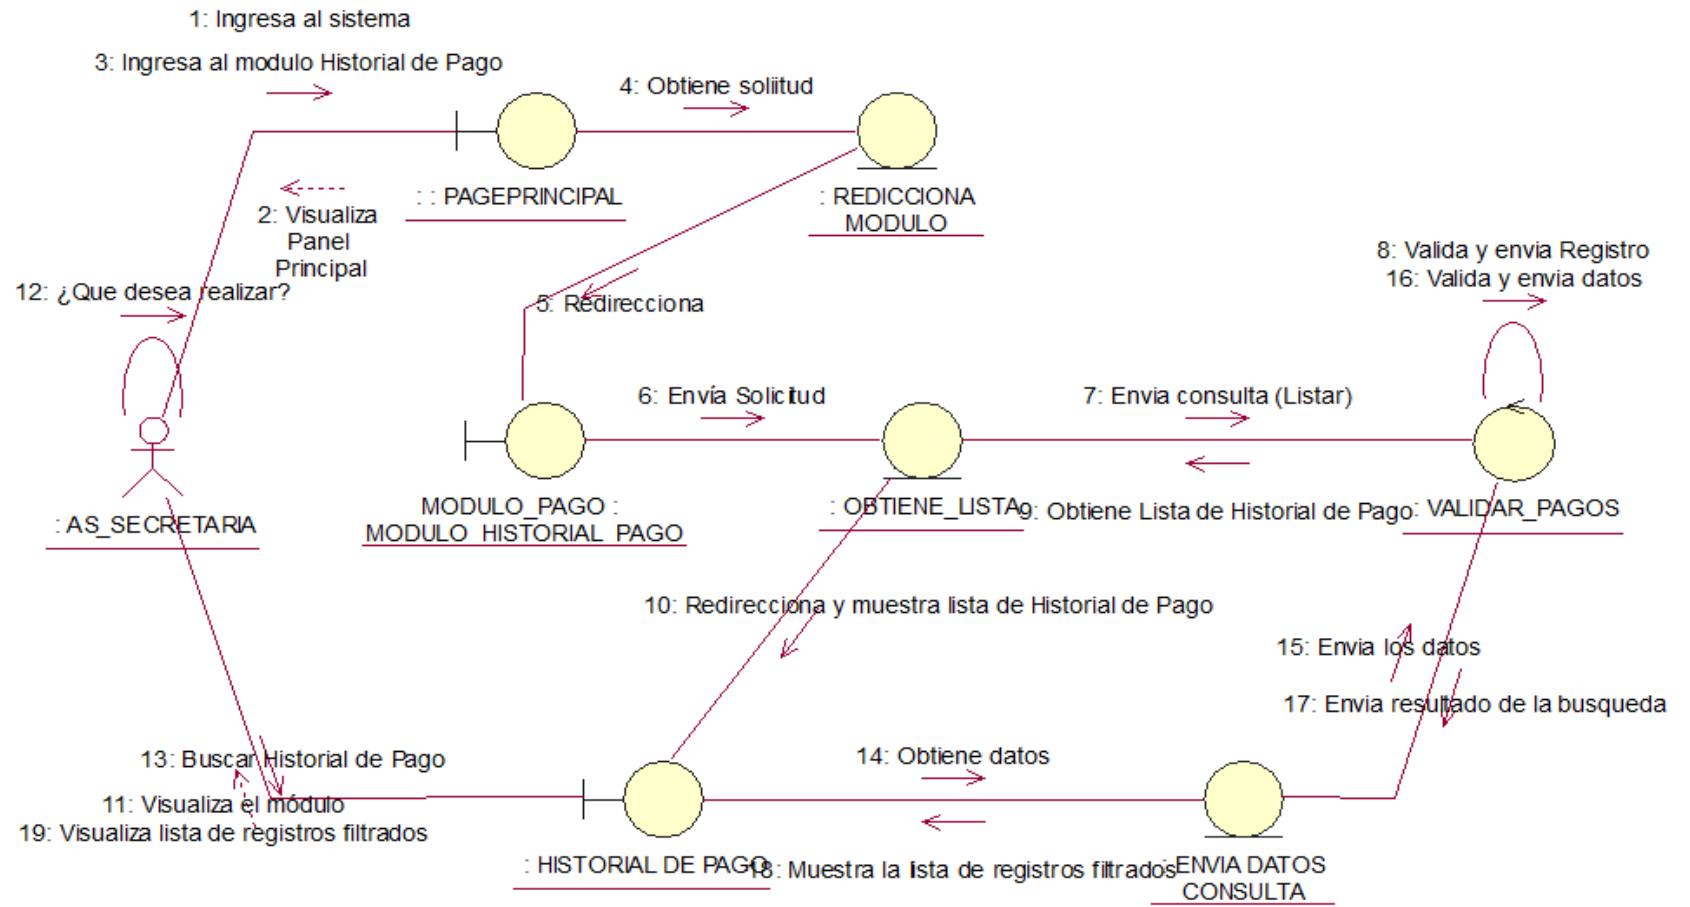 1: Ingresa al sistema
3: Ingresa al modulo Historial de Pago
4: Obtiene soliitud
: : PAGEPRINCIPAL
: REDICCIONA
MODULO
2: Visualiza
Panel
Principal
8: Valida y envia Registro
16: Valida y envia datos
12: ¿Que desea realizar?
5: Redirecciona
6: Envía Solicitud
7: Envia consulta (Listar)
: AS_SECRETARIA
MODULO_PAGO :
MODULO_HISTORIAL_PAGO
: OBTIENE_LISTA
9: Obtiene Lista de Historial de Pago
: VALIDAR_PAGOS
10: Redirecciona y muestra lista de Historial de Pago
15: Envia los datos
17: Envia resultado de la busqueda
13: Buscar Historial de Pago
14: Obtiene datos
11: Visualiza el módulo
19: Visualiza lista de registros filtrados
: HISTORIAL DE PAGO
18: Muestra la lista de registros filtrados
: ENVIA DATOS
CONSULTA